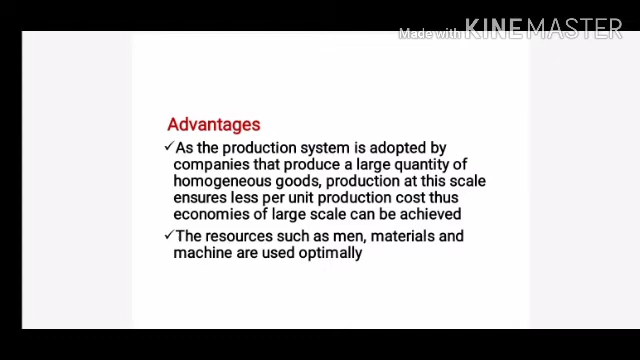 Made with KINEMASTER
Advantages
✓As the production system is adopted by
companies that produce a large quantity of
homogeneous goods, production at this scale
ensures less per unit production cost thus
economies of large scale can be achieved
✓The resources such as men, materials and
machine are used optimally